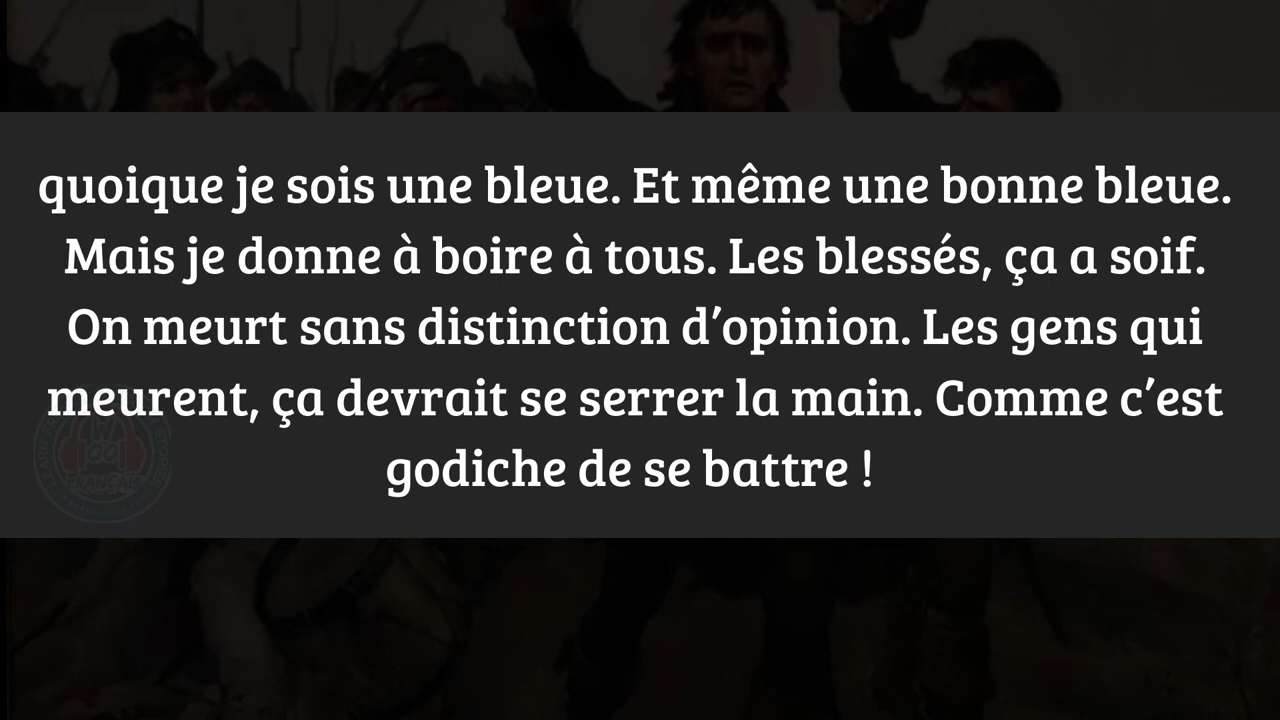 quoique je sois une bleue. Et même une bonne bleue.
Mais je donne à boire à tous. Les blessés, ça a soif.
On meurt sans distinction d’opinion. Les gens qui
meurent, ça devrait se serrer la main. Comme c’est
godiche de se battre !
FRANÇAIS